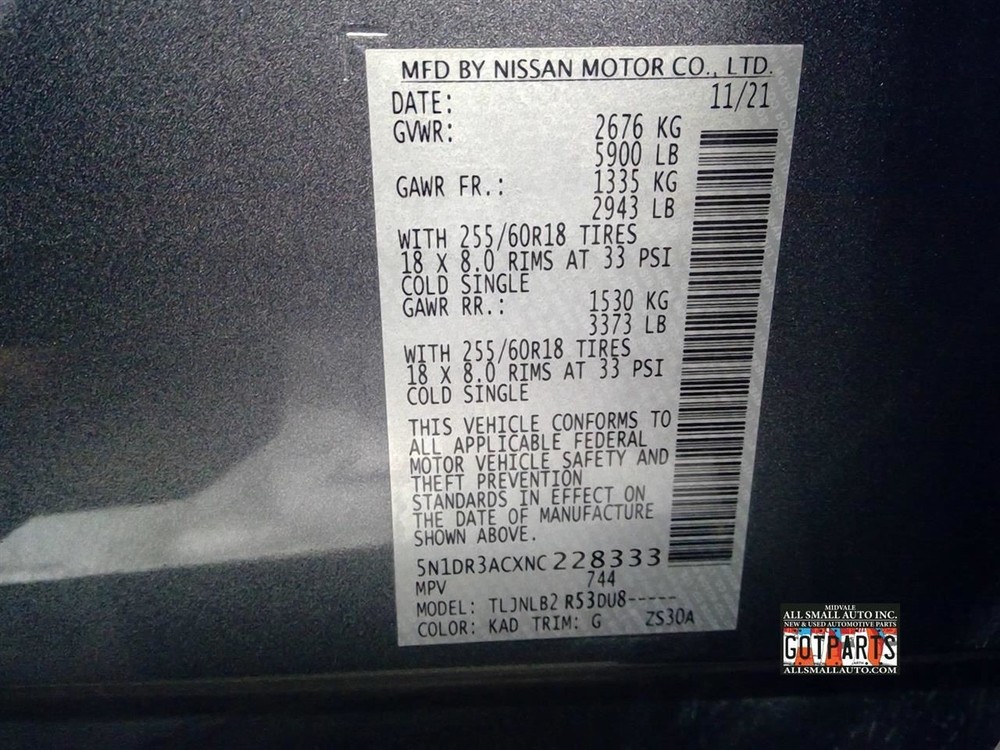 MFD BY NISSAN MOTOR CO., LTD.
DATE: 11/21
GVWR: 2676 KG
5900 LB
GAWR FR.: 1335 KG
2943 LB
WITH 255/60R18 TIRES
18 X 8.0 RIMS AT 33 PSI
COLD SINGLE
GAWR RR.: 1530 KG
3373 LB
WITH 255/60R18 TIRES
18 X 8.0 RIMS AT 33 PSI
COLD SINGLE
THIS VEHICLE CONFORMS TO
ALL APPLICABLE FEDERAL
MOTOR VEHICLE SAFETY AND
THEFT PREVENTION
STANDARDS IN EFFECT ON
THE DATE OF MANUFACTURE
SHOWN ABOVE.
5N1DR3ACXNC228333
MPV 744
MODEL: TLJNLB2 R53DU8-----
COLOR: KAD TRIM: G ZS30A
MIDVALE
ALL SMALL AUTO INC.
NEW & USED AUTOMOTIVE PARTS
GOTPARTS
ALLSMALLAUTO.COM